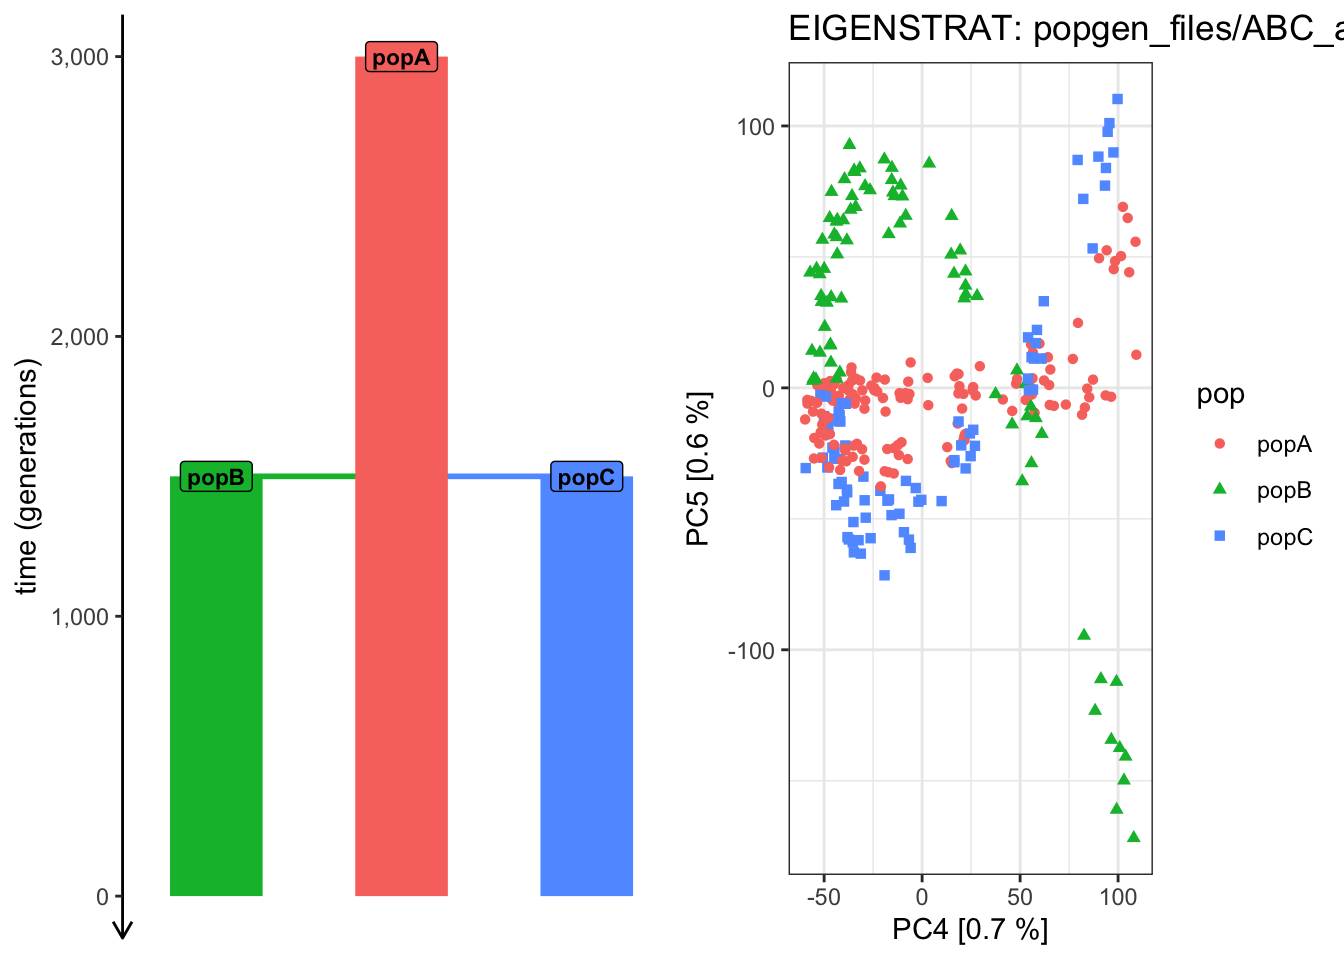 3,000
2,000
1,000
0
time (generations)
popA
popB
popC
EIGENSTRAT: popgen_files/ABC_a
100
0
-100
PC5 [0.6 %]
-50 0 50 100
PC4 [0.7 %]
pop
popA
popB
popC